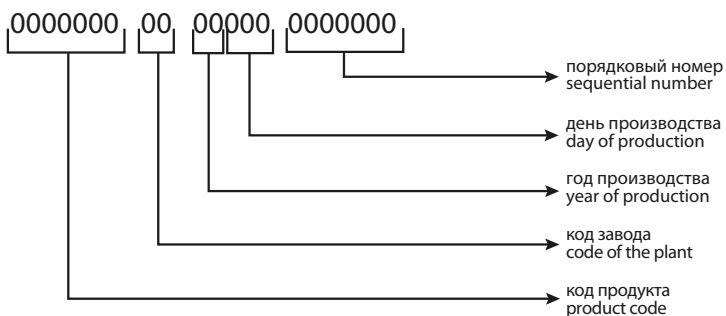 0000000 00 00000 0000000
порядковый номер
sequential number
день производства
day of production
год производства
year of production
код завода
code of the plant
код продукта
product code